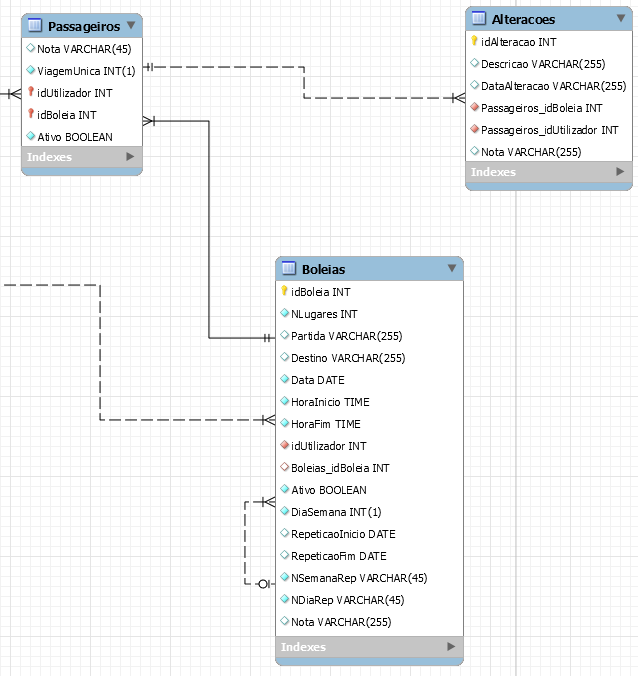 Passageiros
Nota VARCHAR(45)
ViagemUnica INT(1)
idUtilizador INT
idBoleia INT
Ativo BOOLEAN
Indexes
Alteracoes
idAlteracao INT
Descricao VARCHAR(255)
DataAlteracao VARCHAR(255)
Passageiros_idBoleia INT
Passageiros_idUtilizador INT
Nota VARCHAR(255)
Indexes
Boleias
idBoleia INT
NLugares INT
Partida VARCHAR(255)
Destino VARCHAR(255)
Data DATE
HoraInicio TIME
HoraFim TIME
idUtilizador INT
Boleias_idBoleia INT
Ativo BOOLEAN
DiaSemana INT(1)
RepeticaoInicio DATE
RepeticaoFim DATE
NSemanaRep VARCHAR(45)
NDiaRep VARCHAR(45)
Nota VARCHAR(255)
Indexes